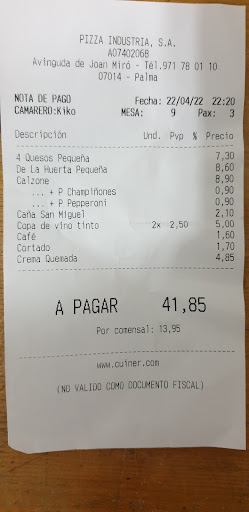 PIZZA INDUSTRIA, S.A.
A07402068
Avinguda de Joan Miró - Tél.971 78 01 10
07014 - Palma
NOTA DE PAGO Fecha: 22/04/22 22:20
CAMARERO:Kiko MESA: 9 Pax: 3
Descripción Und. Pvp % Precio
4 Quesos Pequeña 7,30
De La Huerta Pequeña 8,60
Calzone 8,90
... + P Champiñones 0,90
... + P Pepperoni 0,90
Caña San Miguel 2,10
Copa de vino tinto 2x 2,50 5,00
Café 1,60
Cortado 1,70
Crema Quemada 4,85
A PAGAR 41,85
Por comensal: 13,95
www.cuiner.com
(NO VALIDO COMO DOCUMENTO FISCAL)